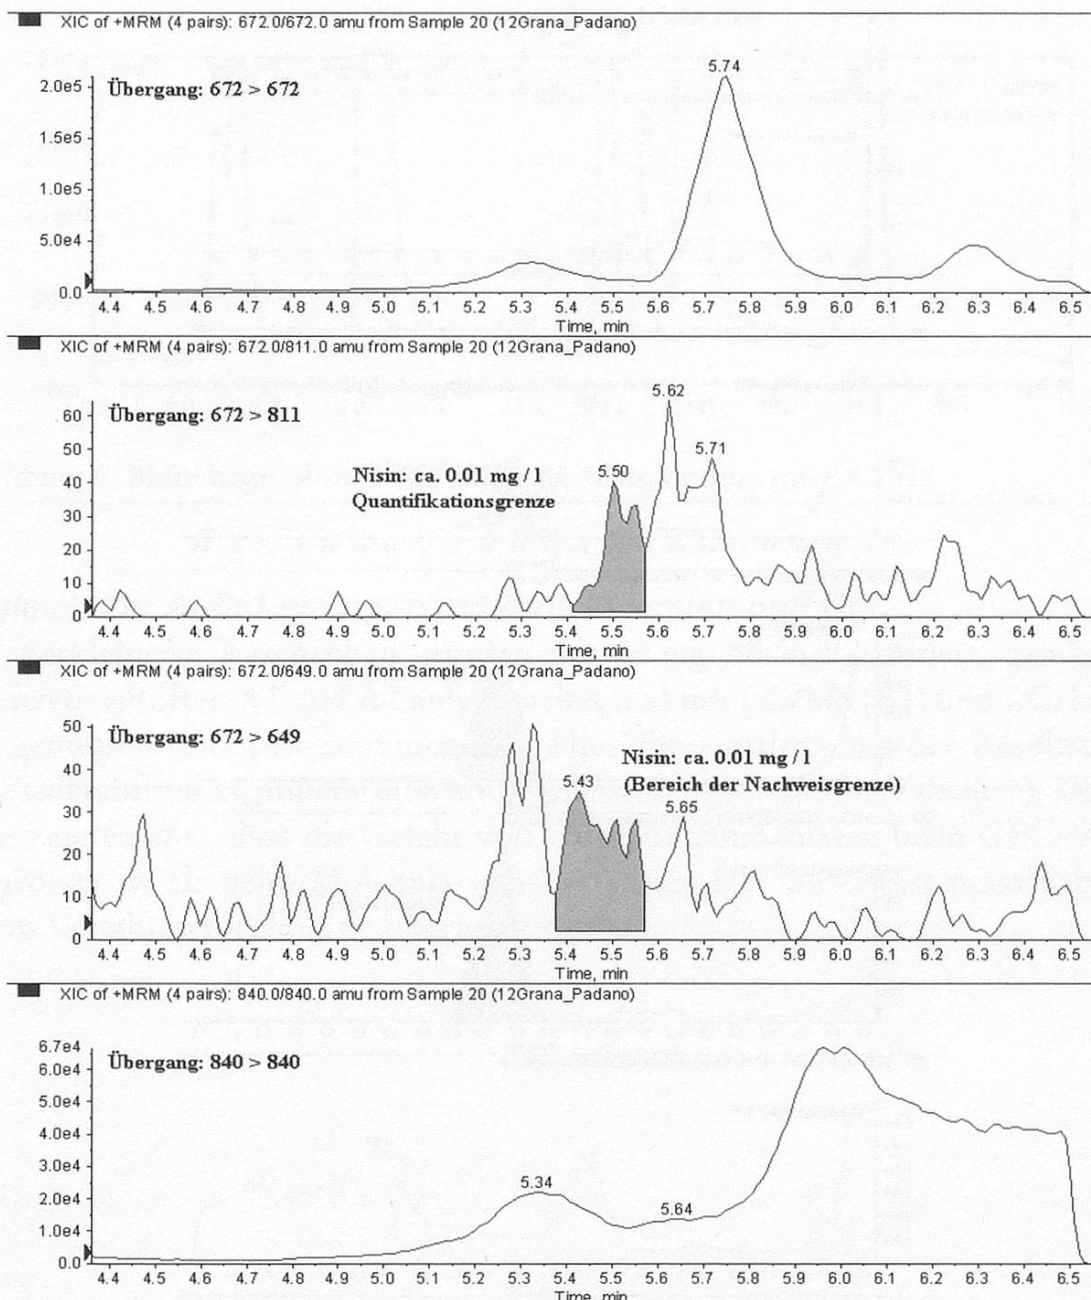 XIC of +MRM (4 pairs): 672.0/672.0 amu from Sample 20 (12Grana_Padano)
5.74
2.0e5
Übergang: 672 > 672
1.5e5
1.0e5
5.0e4
0.0
4.4 4.5 4.6 4.7 4.8 4.9 5.0 5.1 5.2 5.3 5.4 5.5 5.6 5.7 5.8 5.9 6.0 6.1 6.2 6.3 6.4 6.5
Time, min
XIC of +MRM (4 pairs): 672.0/811.0 amu from Sample 20 (12Grana_Padano)
5.62
60
Übergang: 672 > 811
50
5.71
Nisin: ca. 0.01 mg / l
5.50
40
Quantifikationsgrenze
30
20
10
0
4.4 4.5 4.6 4.7 4.8 4.9 5.0 5.1 5.2 5.3 5.4 5.5 5.6 5.7 5.8 5.9 6.0 6.1 6.2 6.3 6.4 6.5
Time, min
XIC of +MRM (4 pairs): 672.0/649.0 amu from Sample 20 (12Grana_Padano)
50
Übergang: 672 > 649
Nisin: ca. 0.01 mg / l
40
5.43
(Bereich der Nachweisgrenze)
5.65
30
20
10
0
4.4 4.5 4.6 4.7 4.8 4.9 5.0 5.1 5.2 5.3 5.4 5.5 5.6 5.7 5.8 5.9 6.0 6.1 6.2 6.3 6.4 6.5
Time, min
XIC of +MRM (4 pairs): 840.0/840.0 amu from Sample 20 (12Grana_Padano)
6.7e4
Übergang: 840 > 840
6.0e4
5.0e4
4.0e4
3.0e4
5.34
2.0e4
5.64
1.0e4
0.0
4.4 4.5 4.6 4.7 4.8 4.9 5.0 5.1 5.2 5.3 5.4 5.5 5.6 5.7 5.8 5.9 6.0 6.1 6.2 6.3 6.4 6.5
Time, min